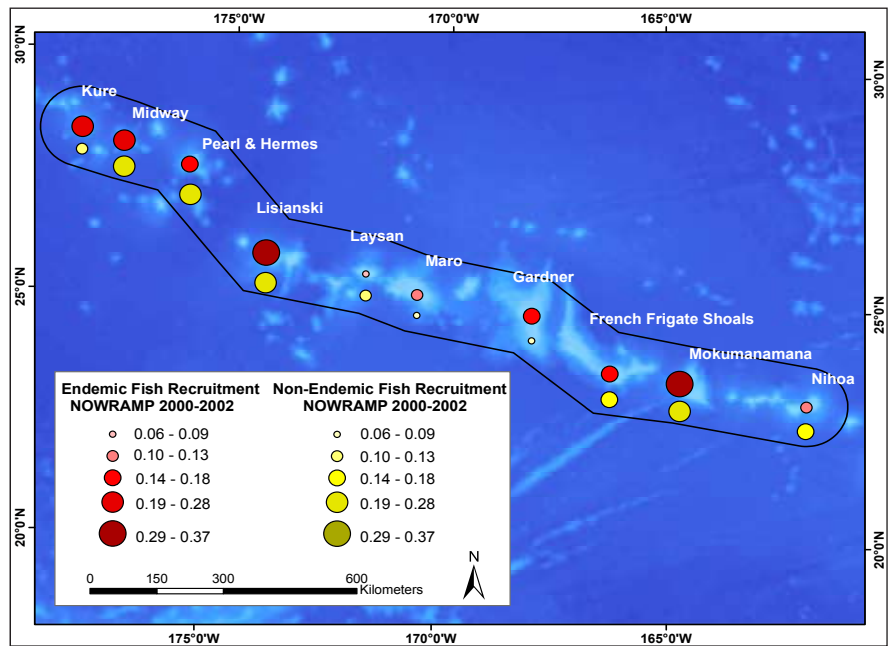 175°0'W 170°0'W 165°0'W
30°0'N
30°0'N
Kure
Midway
Pearl & Hermes
Lisianski
Laysan
Maro
Gardner
French Frigate Shoals
Mokumanamana
Nihoa
25°0'N
25°0'N
Endemic Fish Recruitment
NOWRAMP 2000-2002
0.06 - 0.09
0.10 - 0.13
0.14 - 0.18
0.19 - 0.28
0.29 - 0.37
Non-Endemic Fish Recruitment
NOWRAMP 2000-2002
0.06 - 0.09
0.10 - 0.13
0.14 - 0.18
0.19 - 0.28
0.29 - 0.37
N
0 150 300 600
Kilometers
20°0'N
20°0'N
175°0'W 170°0'W 165°0'W